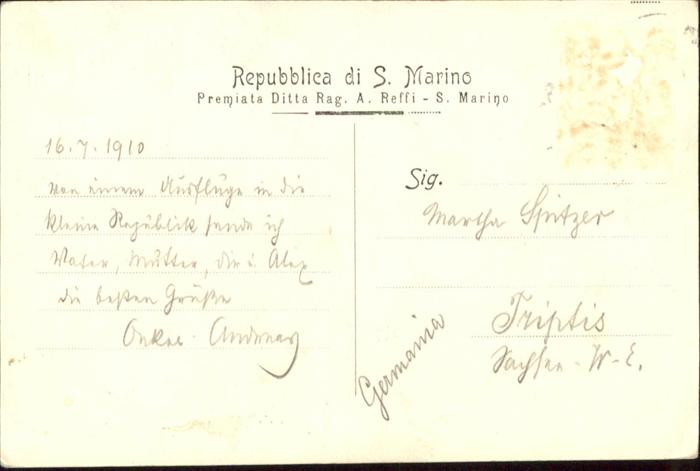 Repubblica di S. Marino
Premiata Ditta Rag. A. Reffi - S. Marino
16.7.1910
Von einem Ausfluge in die
kleine Republik sende ich
Vater, Mutter, dir u. Alex
die besten Grüße
Onkel Andreas
Sig.
Martha Spitzer
Triptis
Sachsen-W-E.
Germania